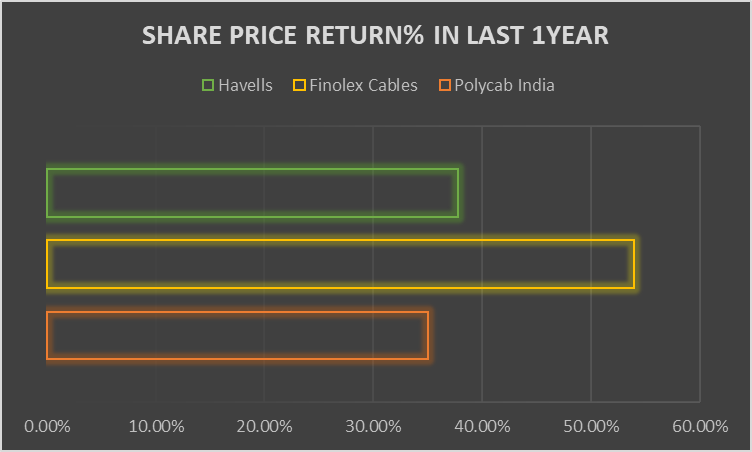 SHARE PRICE RETURN% IN LAST 1YEAR
Havells Finolex Cables Polycab India
0.00% 10.00% 20.00% 30.00% 40.00% 50.00% 60.00%